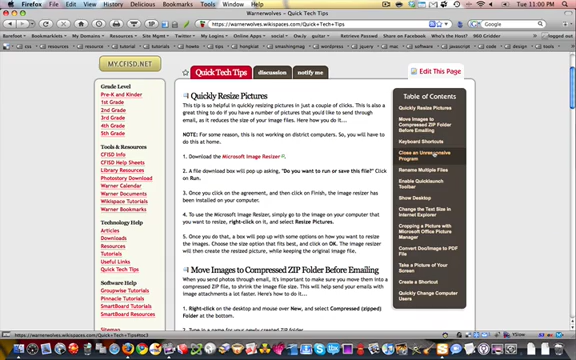 Firefox File Edit View History Bookmarks Tools Window Help
Tue 11:00 PM
Warnerwolves - Quick Tech Tips
https://warnerwolves.wikispaces.com/Quick+Tech+Tips
Google
MY.CFISD.NET
Quick Tech Tips
discussion
notify me
Edit This Page
Grade Level
Pre-K and Kinder
1st Grade
2nd Grade
3rd Grade
4th Grade
5th Grade
Tools & Resources
CFISD Info
CFISD Help Sheets
Library Resources
Photostory Download
Warner Calendar
Warner Documents
Wikispace Tutorials
Warner Bookmarks
Technology Help
Articles
Downloads
Resources
Tutorials
Useful Links
Quick Tech Tips
Software Help
Groupwise Tutorials
Pinnacle Tutorials
SmartBoard Tutorials
SmartBoard Resources
Sitemap
Quickly Resize Pictures
This tip is so helpful in quickly resizing pictures in just a couple of clicks. This is also a
great thing to do if you have a number of pictures that you'd like to send through
email, as it reduces the size of your image files. Here's how you do it...
NOTE: For some reason, this is not working on district computers. So, you will have to
do this at home.
1. Download the Microsoft Image Resizer.
2. A file download box will pop up asking, "Do you want to run or save this file?" Click
on Run.
3. Once you click on the agreement, and then click on Finish, the image resizer has
been installed on your computer.
4. To use the Microsoft Image Resizer, simply go to the image on your computer that
you want to resize, right-click on it, and select Resize Pictures.
5. Once you do that, a box will pop up with some options on how you want to resize
the images. Choose the size option that fits best, and click on OK. The image resizer
will then create the resized picture, while keeping the original image file.
Move Images to Compressed ZIP Folder Before Emailing
When you send photos through email, it's important to make sure you move them into
a compressed zip file, to shrink the image file size. This will help send your emails with
image attachments a lot faster. Here's how to do it...
1. Right-click on the desktop and mouse over New, and select Compressed (zipped)
Folder at the bottom.
2. Type in a name for your newly created zip folder
Table of Contents
Quickly Resize Pictures
Move Images to
Compressed ZIP Folder
Before Emailing
Keyboard Shortcuts
Close an Unresponsive
Program
Rename Multiple Files
Enable Quicklaunch
Toolbar
Show Desktop
Change the Text Size in
Internet Explorer
Cropping a Picture with
Microsoft Office Picture
Manager
Convert Doc/Image to PDF
File
Take a Picture of Your
Screen
Create a Shortcut
Quickly Change Computer
Users